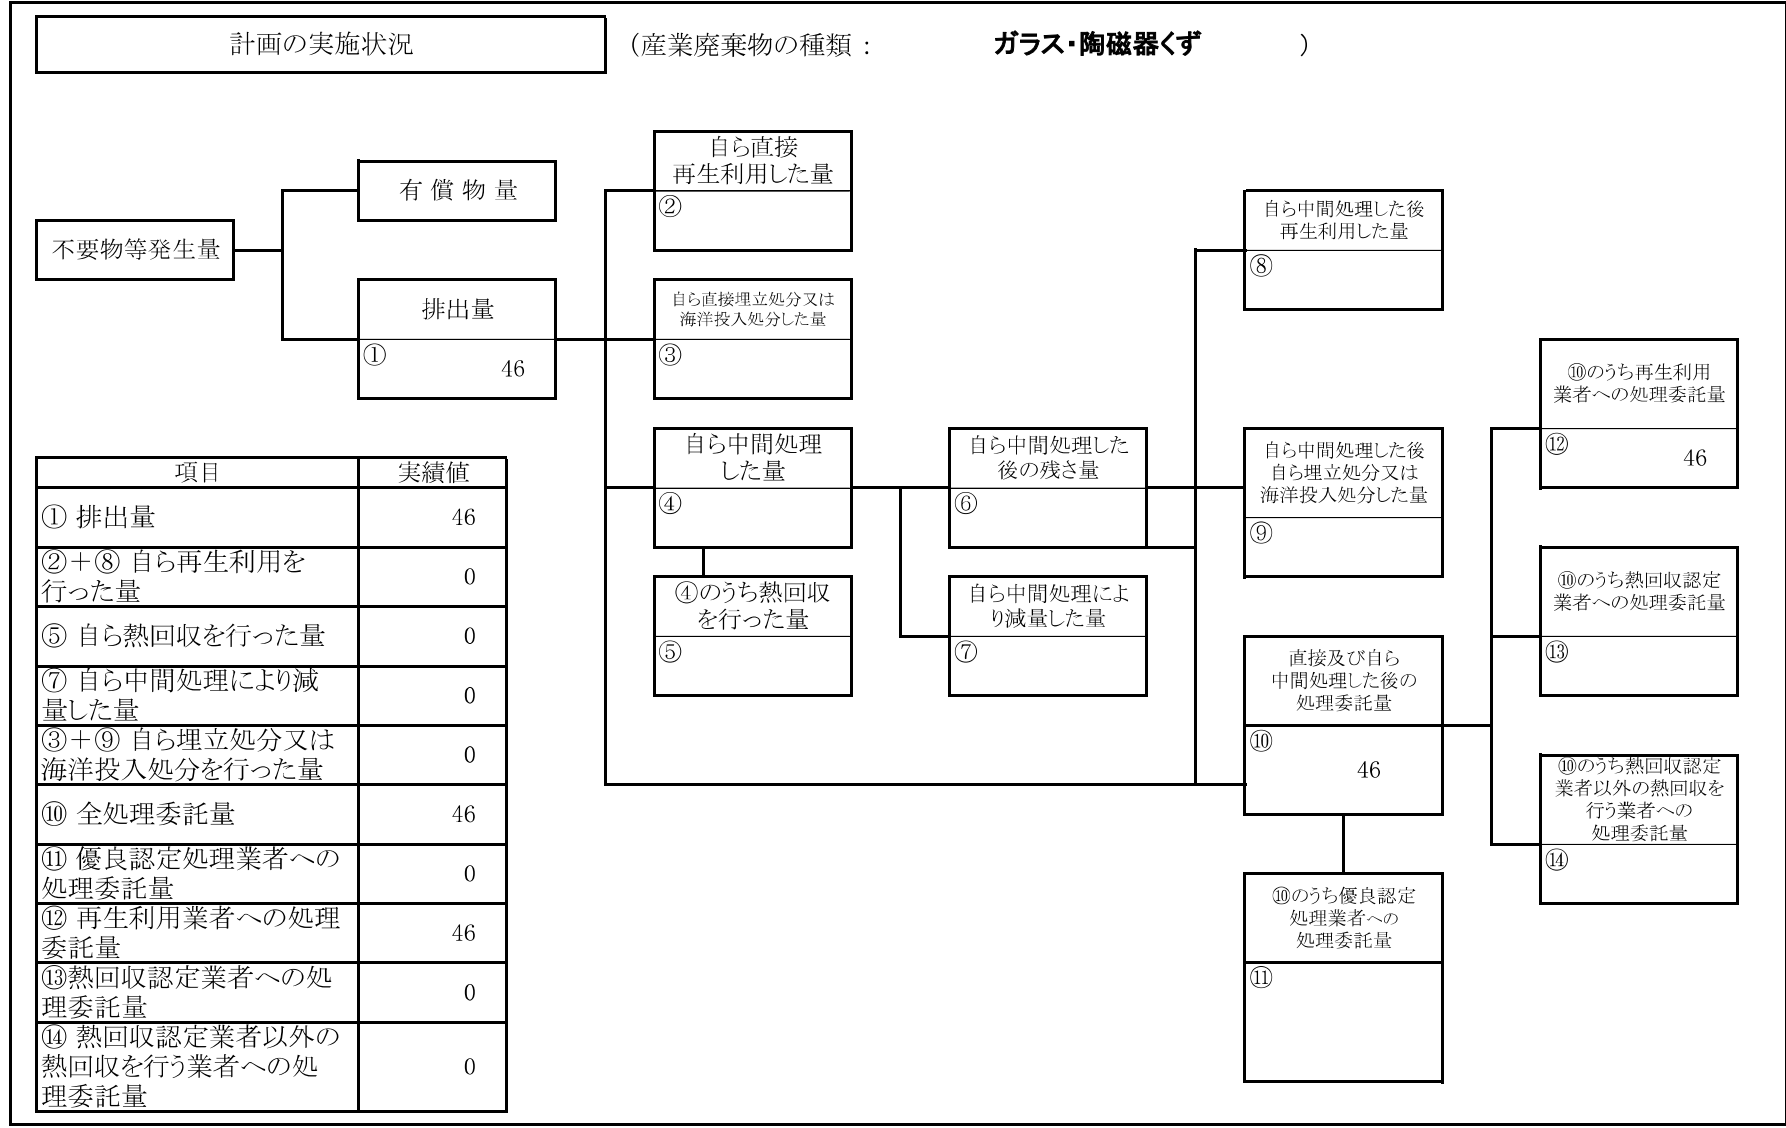 計画の実施状況
（産業廃棄物の種類： ガラス・陶磁器くず ）
不要物等発生量
有償物量
排出量
①
46
自ら直接
再生利用した量
②
自ら直接埋立処分又は
海洋投入処分した量
③
自ら中間処理
した量
④
④のうち熱回収
を行った量
⑤
自ら中間処理した
後の残さ量
⑥
自ら中間処理によ
り減量した量
⑦
自ら中間処理した後
再生利用した量
⑧
自ら中間処理した後
自ら埋立処分又は
海洋投入処分した量
⑨
直接及び自ら
中間処理した後の
処理委託量
⑩
46
⑩のうち優良認定
処理業者への
処理委託量
⑪
⑩のうち再生利用
業者への処理委託量
⑫
46
⑩のうち熱回収認定
業者への処理委託量
⑬
⑩のうち熱回収認定
業者以外の熱回収を
行う業者への
処理委託量
⑭
項目 実績値
① 排出量 46
②＋⑧ 自ら再生利用を
行った量 0
⑤ 自ら熱回収を行った量 0
⑦ 自ら中間処理により減
量した量 0
③＋⑨ 自ら埋立処分又は
海洋投入処分を行った量 0
⑩ 全処理委託量 46
⑪ 優良認定処理業者への
処理委託量 0
⑫ 再生利用業者への処理
委託量 46
⑬熱回収認定業者への処
理委託量 0
⑭ 熱回収認定業者以外の
熱回収を行う業者への処
理委託量 0